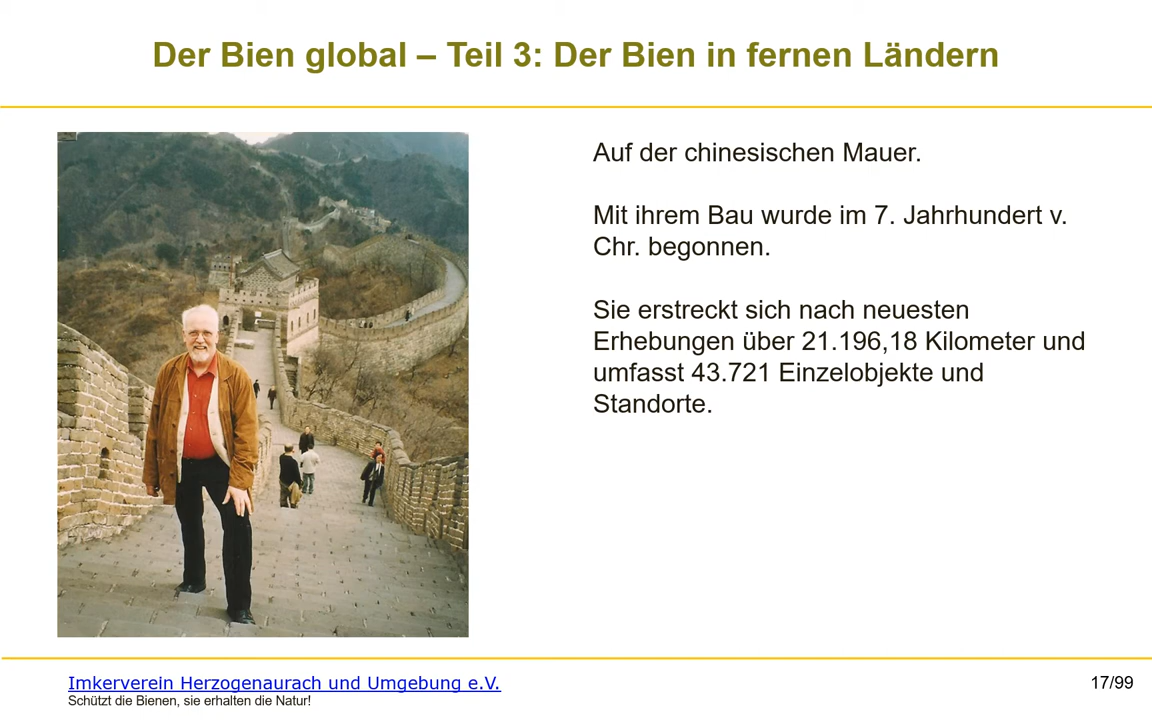 Der Bien global – Teil 3: Der Bien in fernen Ländern
Auf der chinesischen Mauer.
Mit ihrem Bau wurde im 7. Jahrhundert v.
Chr. begonnen.
Sie erstreckt sich nach neuesten
Erhebungen über 21.196,18 Kilometer und
umfasst 43.721 Einzelobjekte und
Standorte.
Imkerverein Herzogenaurach und Umgebung e.V.
Schützt die Bienen, sie erhalten die Natur!
17/99